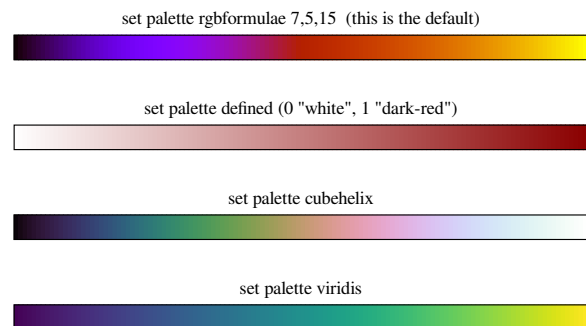 set palette rgbformulae 7,5,15  (this is the default)
set palette defined (0 "white", 1 "dark-red")
set palette cubehelix
set palette viridis